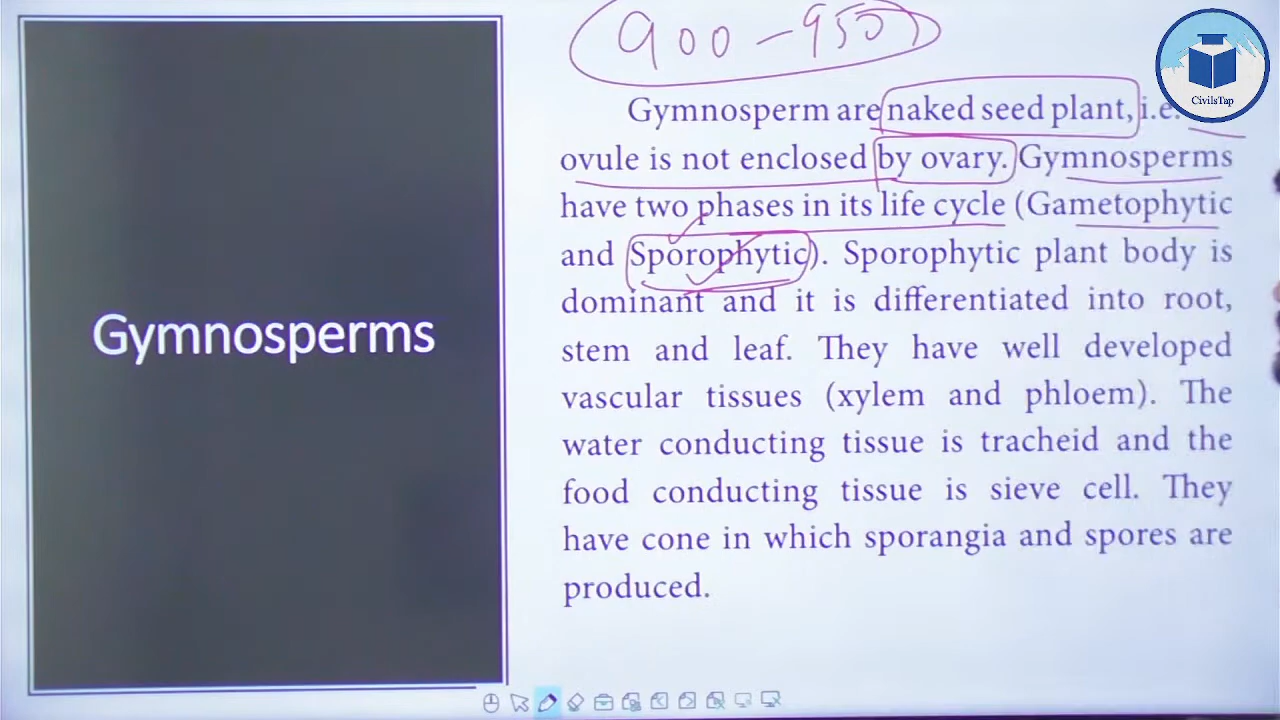 900 - 950
CivilsTap
Gymnosperms
Gymnosperm are naked seed plant, i.e.
ovule is not enclosed by ovary. Gymnosperms
have two phases in its life cycle (Gametophytic
and Sporophytic). Sporophytic plant body is
dominant and it is differentiated into root,
stem and leaf. They have well developed
vascular tissues (xylem and phloem). The
water conducting tissue is tracheid and the
food conducting tissue is sieve cell. They
have cone in which sporangia and spores are
produced.